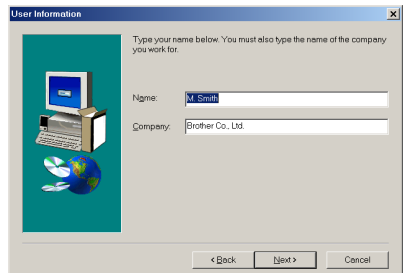 User Information
Type your name below. You must also type the name of the company
you work for.
Name: M. Smith
Company: Brother Co., Ltd.
< Back Next > Cancel